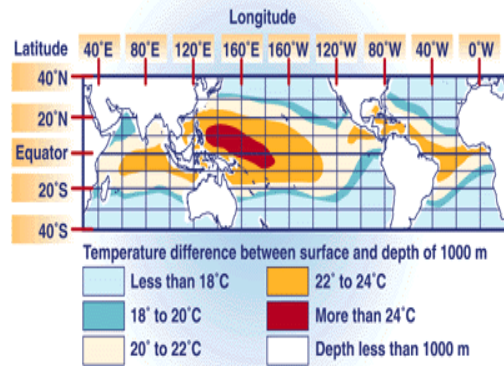 Longitude
Latitude 40°E 80°E 120°E 160°E 160°W 120°W 80°W 40°W 0°W
40°N
20°N
Equator
20°S
40°S
Temperature difference between surface and depth of 1000 m
Less than 18°C 22° to 24°C
18° to 20°C More than 24°C
20° to 22°C Depth less than 1000 m